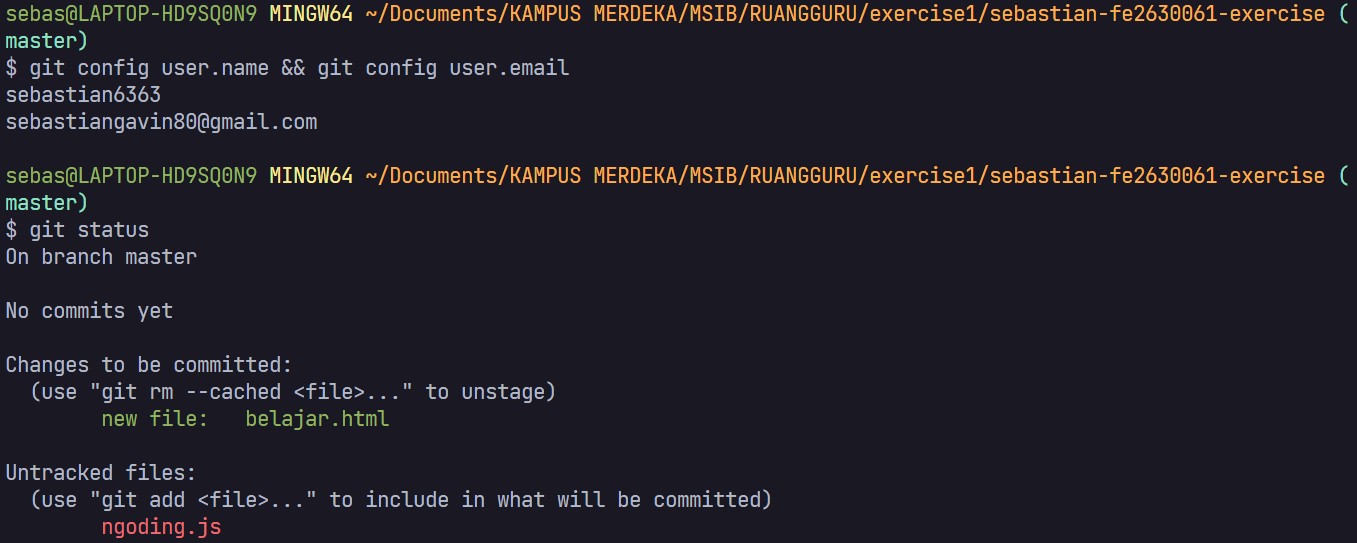 sebas@LAPTOP-HD9SQ0N9 MINGW64 ~/Documents/KAMPUS MERDEKA/MSIB/RUANGGURU/exercise1/sebastian-fe2630061-exercise (
master)
$ git config user.name && git config user.email
sebastian6363
sebastiangavin80@gmail.com

sebas@LAPTOP-HD9SQ0N9 MINGW64 ~/Documents/KAMPUS MERDEKA/MSIB/RUANGGURU/exercise1/sebastian-fe2630061-exercise (
master)
$ git status
On branch master

No commits yet

Changes to be committed:
  (use "git rm --cached <file>..." to unstage)
        new file:   belajar.html

Untracked files:
  (use "git add <file>..." to include in what will be committed)
        ngoding.js